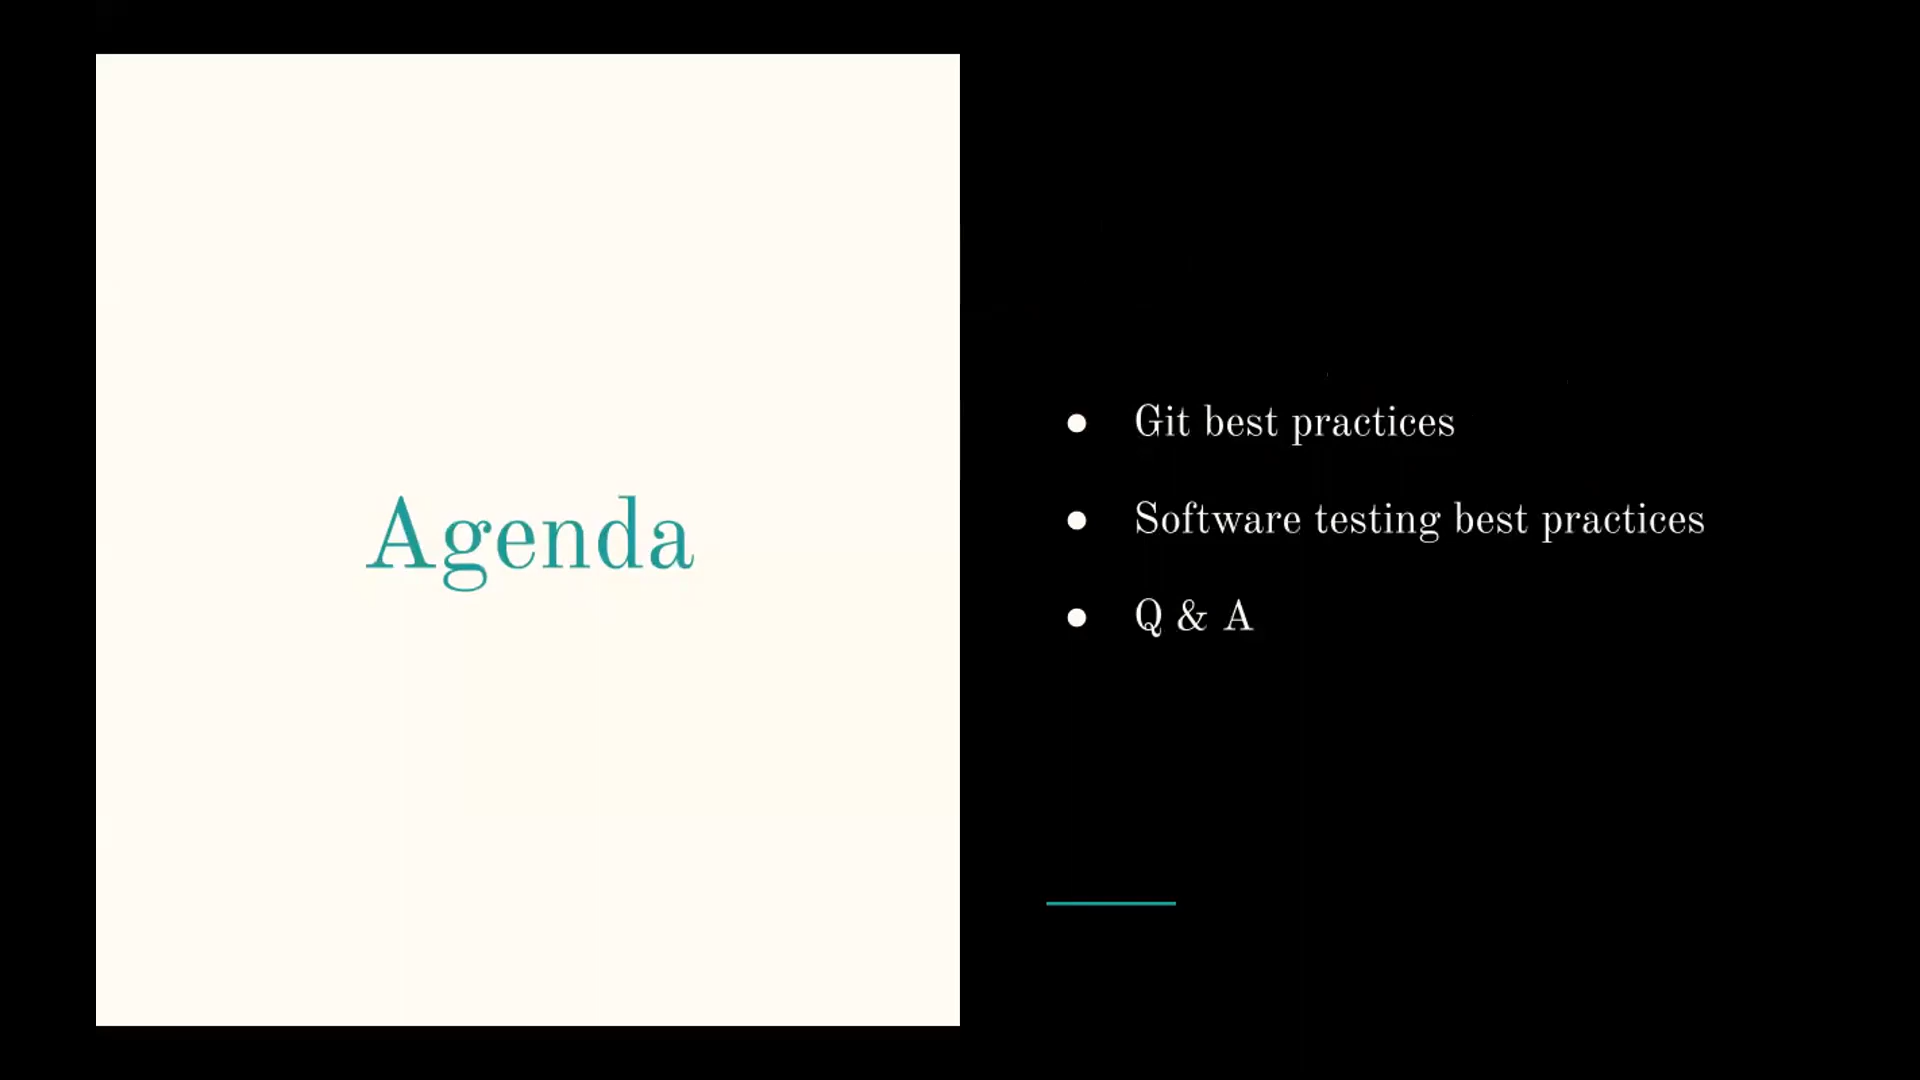 Agenda
● Git best practices
● Software testing best practices
● Q & A